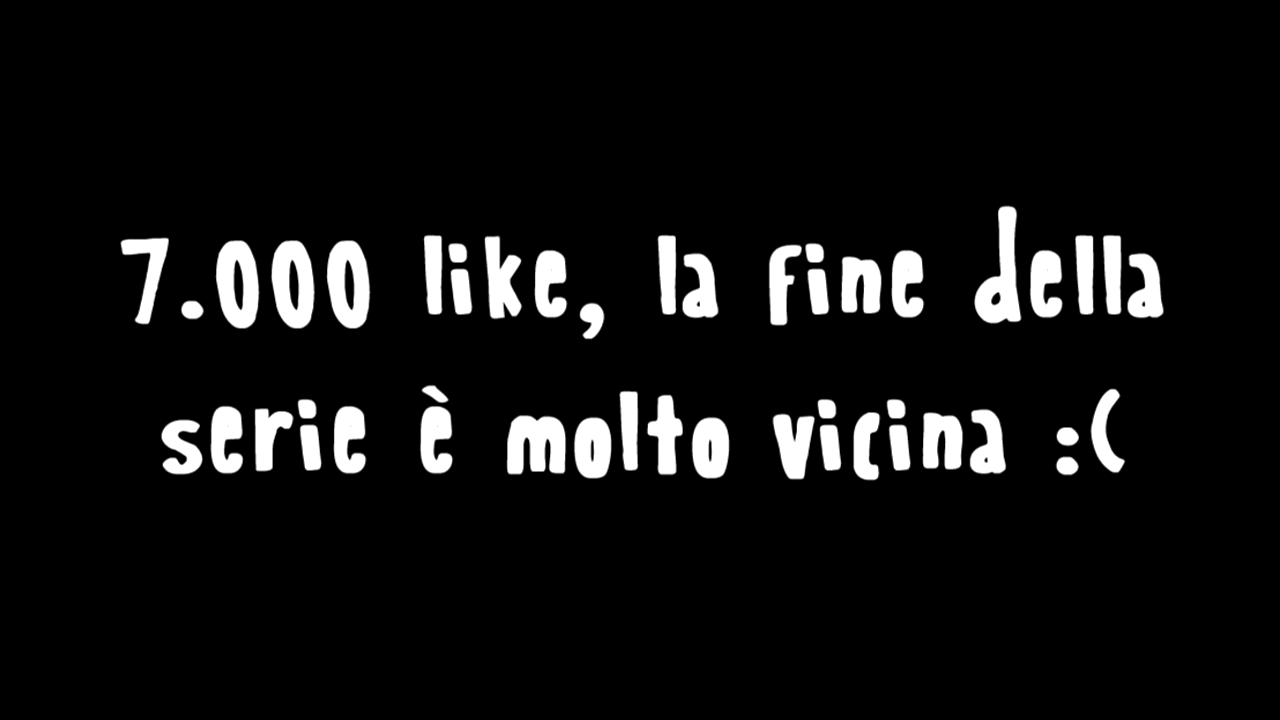 7.000 like, la fine della
serie è molto vicina :(